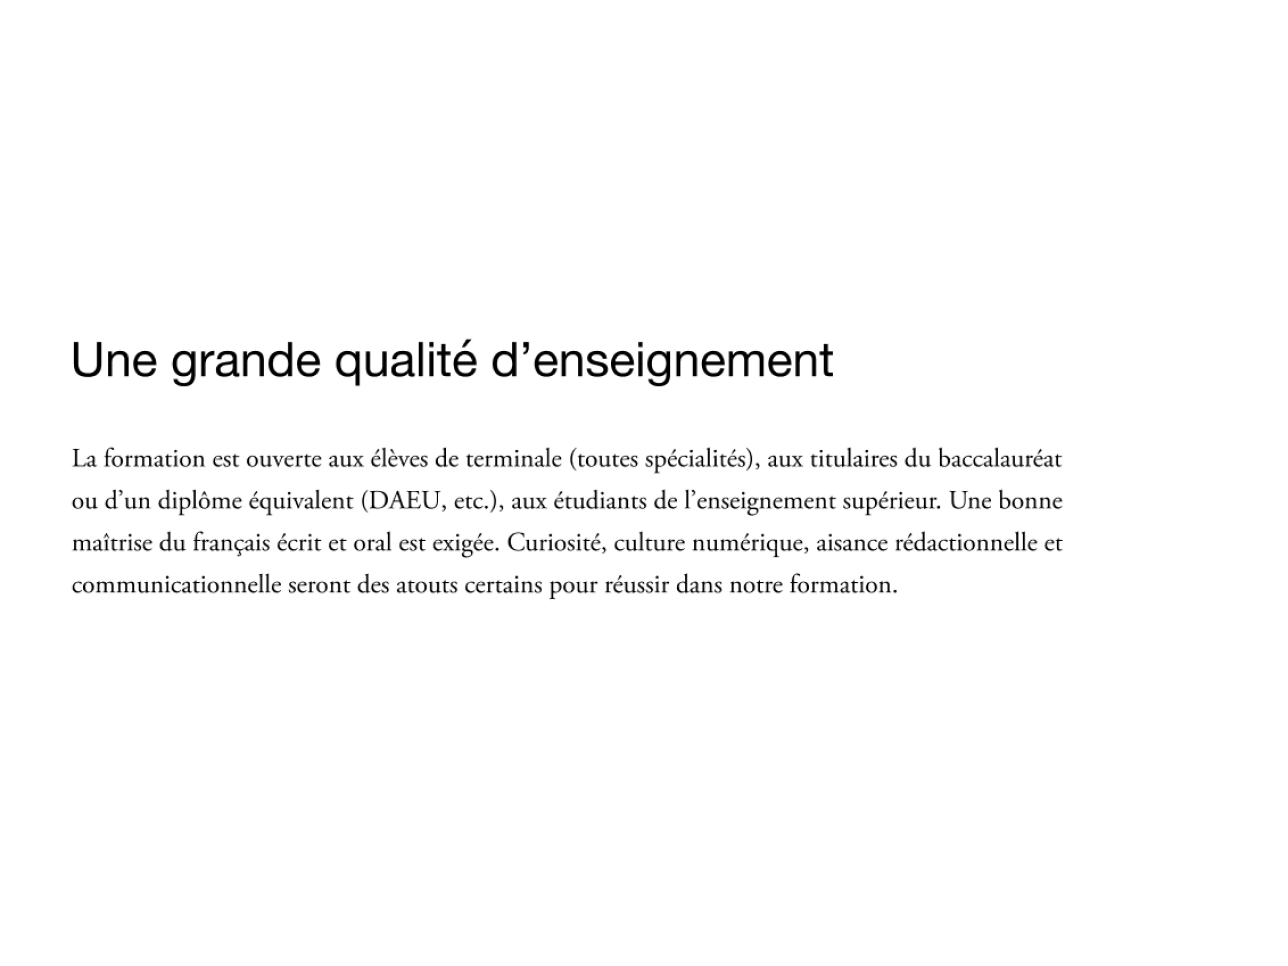 Une grande qualité d’enseignement
La formation est ouverte aux élèves de terminale (toutes spécialités), aux titulaires du baccalauréat
ou d’un diplôme équivalent (DAEU, etc.), aux étudiants de l’enseignement supérieur. Une bonne
maîtrise du français écrit et oral est exigée. Curiosité, culture numérique, aisance rédactionnelle et
communicationnelle seront des atouts certains pour réussir dans notre formation.